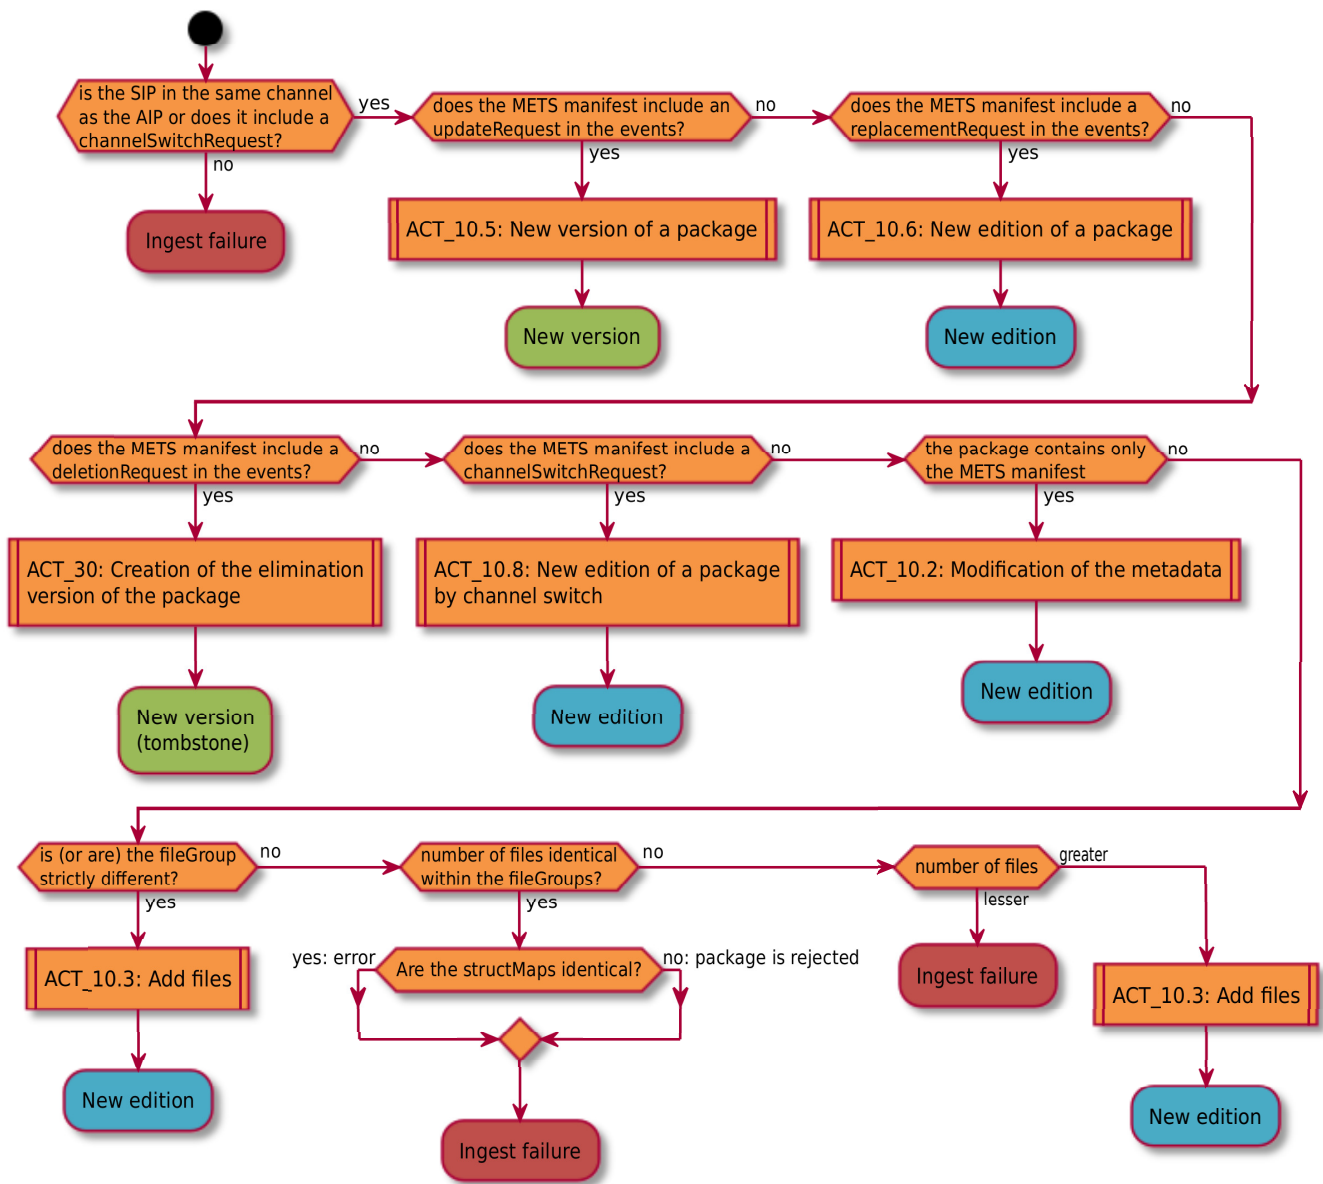 is the SIP in the same channel
as the AIP or does it include a
channelSwitchRequest?
yes
no
Ingest failure
does the METS manifest include an
updateRequest in the events?
no
yes
ACT_10.5: New version of a package
New version
does the METS manifest include a
replacementRequest in the events?
no
yes
ACT_10.6: New edition of a package
New edition
does the METS manifest include a
deletionRequest in the events?
no
yes
ACT_30: Creation of the elimination
version of the package
New version
(tombstone)
does the METS manifest include a
channelSwitchRequest?
no
yes
ACT_10.8: New edition of a package
by channel switch
New edition
the package contains only
the METS manifest
no
yes
ACT_10.2: Modification of the metadata
New edition
is (or are) the fileGroup
strictly different?
no
yes
ACT_10.3: Add files
New edition
number of files identical
within the fileGroups?
no
yes
yes: error
Are the structMaps identical?
no: package is rejected
Ingest failure
number of files
greater
lesser
Ingest failure
ACT_10.3: Add files
New edition